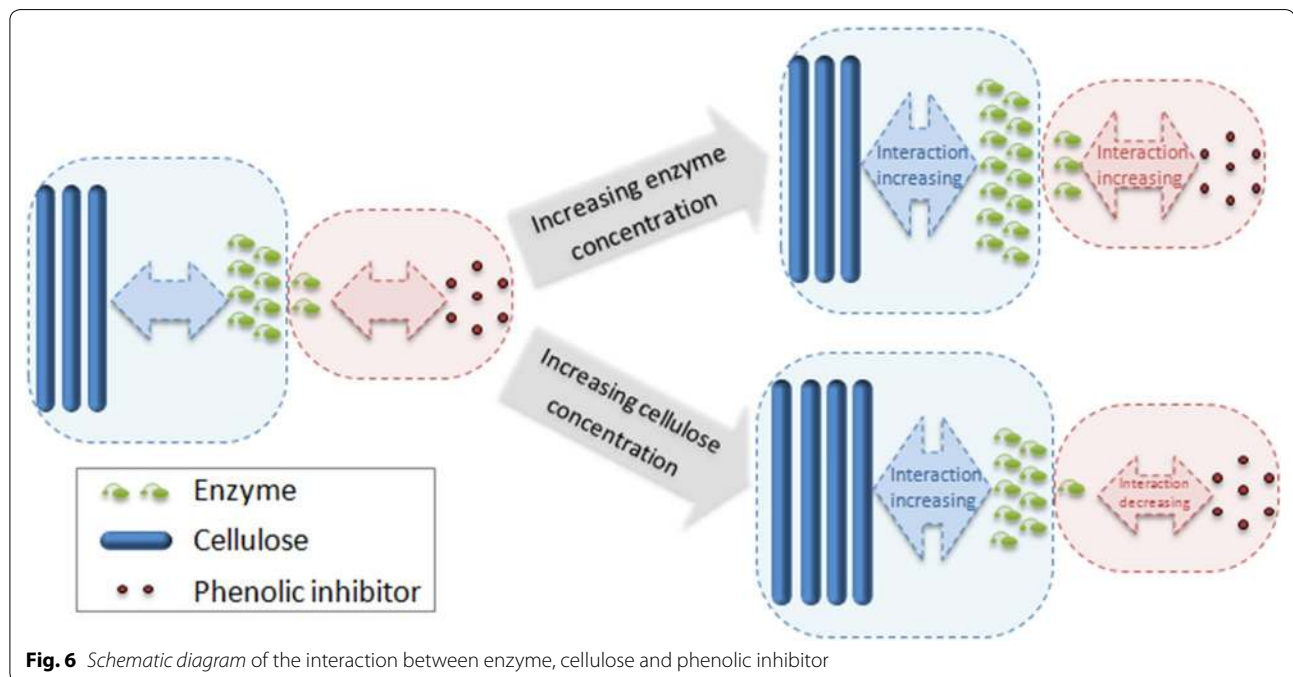 Increasing enzyme
concentration
Interaction
increasing
Interaction
increasing
Increasing cellulose
concentration
Interaction
increasing
Interaction
decreasing
Enzyme
Cellulose
Phenolic inhibitor
Fig. 6 Schematic diagram of the interaction between enzyme, cellulose and phenolic inhibitor